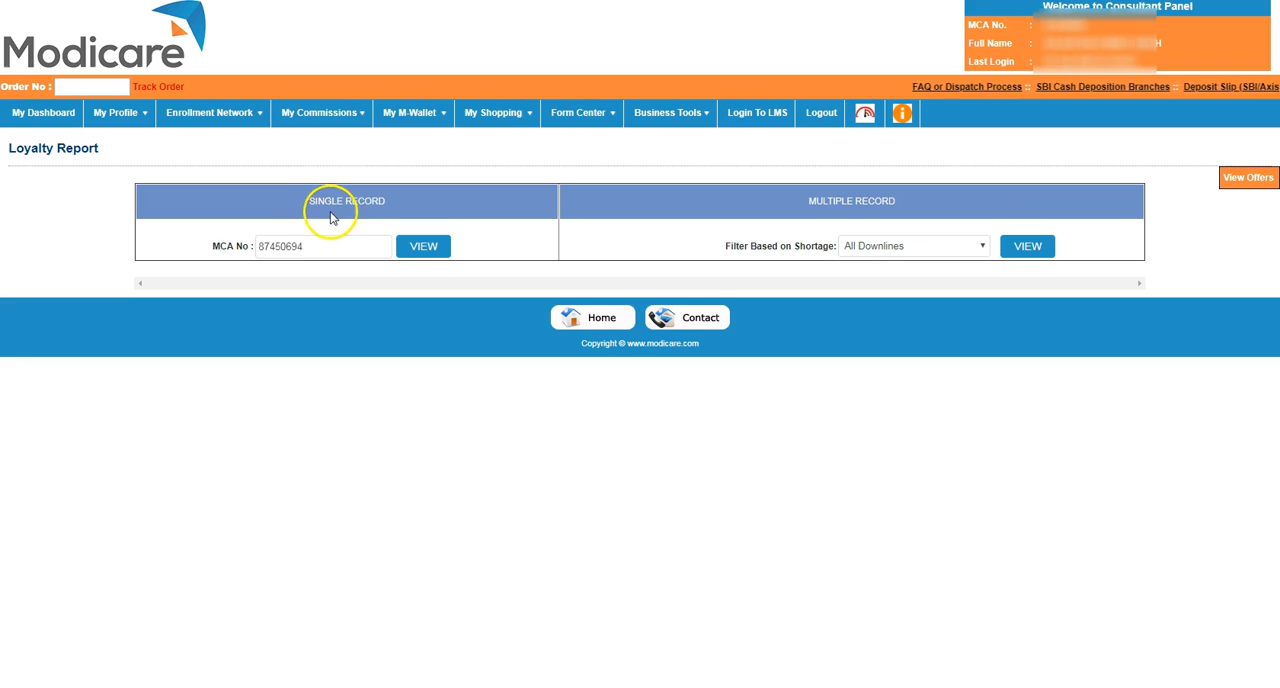 Modicare
Welcome to Consultant Panel
MCA No. :
Full Name :
Last Login :
Order No : Track Order
FAQ or Dispatch Process :: SBI Cash Deposition Branches :: Deposit Slip (SBI/Axis
My Dashboard My Profile Enrollment Network My Commissions My M-Wallet My Shopping Form Center Business Tools Login To LMS Logout
Loyalty Report
View Offers
SINGLE RECORD MULTIPLE RECORD
MCA No : 87450694 VIEW Filter Based on Shortage: All Downlines VIEW
Home Contact
Copyright © www.modicare.com